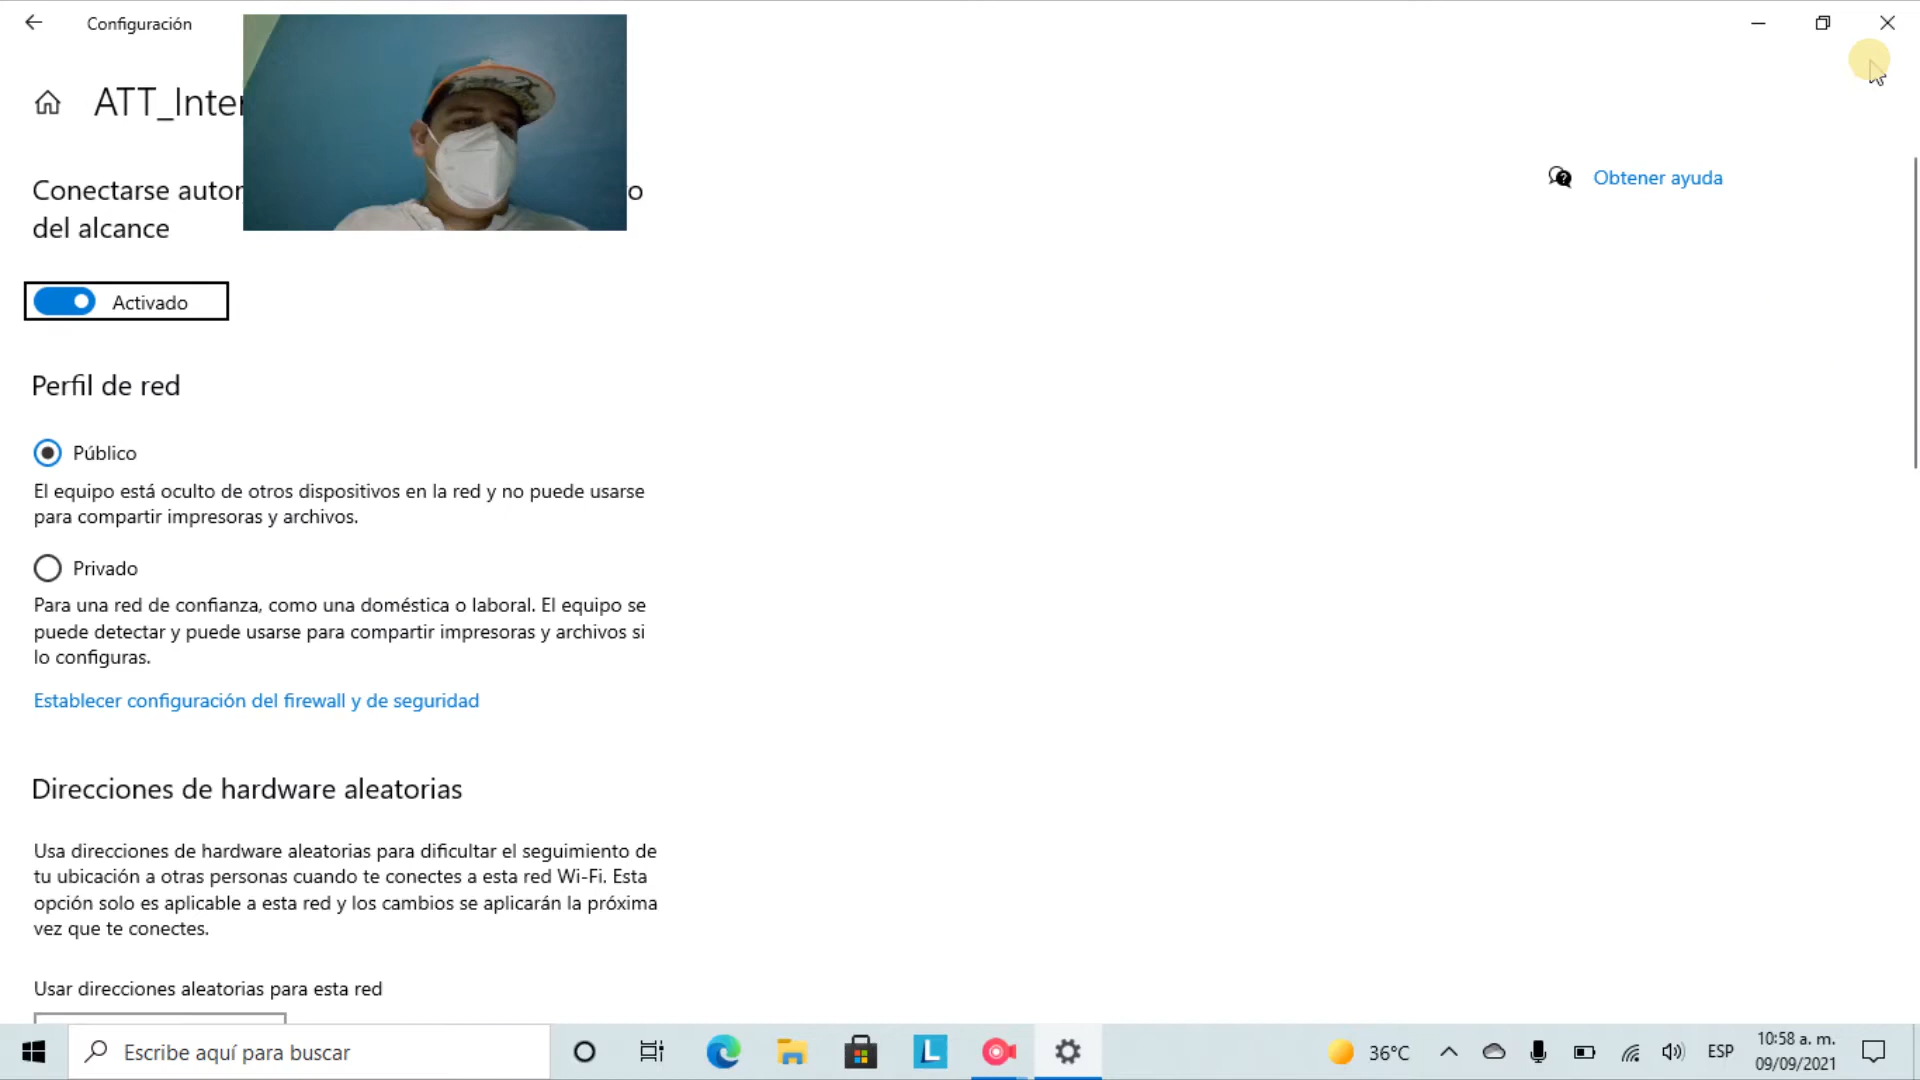 Configuración
ATT_Inter
Conectarse autor o
del alcance
Activado
Obtener ayuda
Perfil de red
Público
El equipo está oculto de otros dispositivos en la red y no puede usarse
para compartir impresoras y archivos.
Privado
Para una red de confianza, como una doméstica o laboral. El equipo se
puede detectar y puede usarse para compartir impresoras y archivos si
lo configuras.
Establecer configuración del firewall y de seguridad
Direcciones de hardware aleatorias
Usa direcciones de hardware aleatorias para dificultar el seguimiento de
tu ubicación a otras personas cuando te conectes a esta red Wi-Fi. Esta
opción solo es aplicable a esta red y los cambios se aplicarán la próxima
vez que te conectes.
Usar direcciones aleatorias para esta red
Escribe aquí para buscar
L
36°C
ESP
10:58 a. m.
09/09/2021